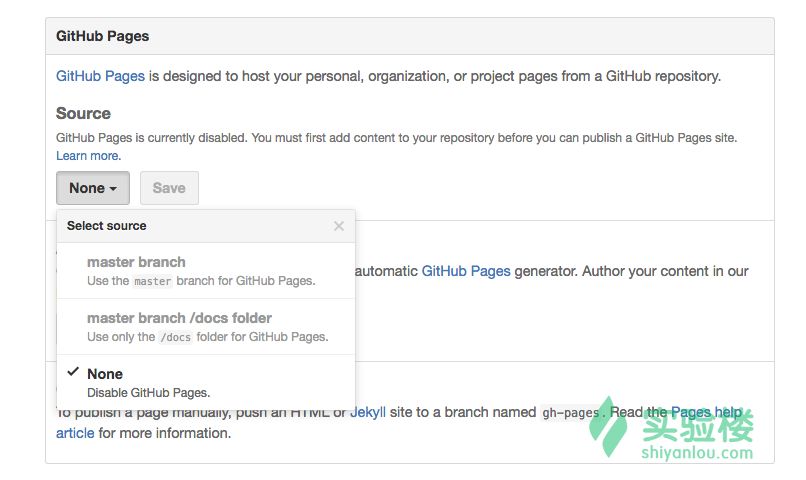 GitHub Pages
GitHub Pages is designed to host your personal, organization, or project pages from a GitHub repository.
Source
GitHub Pages is currently disabled. You must first add content to your repository before you can publish a GitHub Pages site.
Learn more.
None
Save
Select source
master branch
Use the master branch for GitHub Pages.
automatic GitHub Pages generator. Author your content in our
master branch /docs folder
Use only the /docs folder for GitHub Pages.
None
Disable GitHub Pages.
To publish a page manually, push an HTML or Jekyll site to a branch named gh-pages. Read the Pages help
article for more information.
实验楼
shiyanlou.com